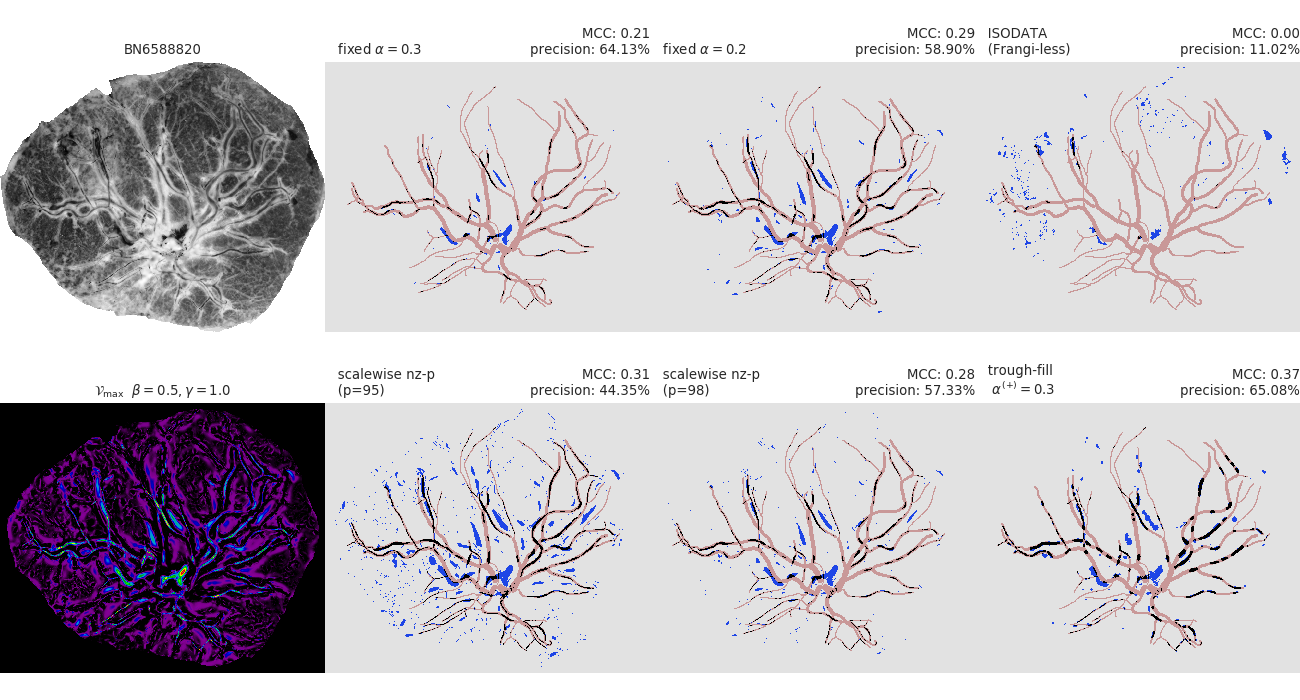 BN6588820
fixed α = 0.3
MCC: 0.21
precision: 64.13%
fixed α = 0.2
MCC: 0.29
precision: 58.90%
ISODATA
(Frangi-less)
MCC: 0.00
precision: 11.02%
𝒱max β = 0.5, γ = 1.0
scalewise nz-p
(p=95)
MCC: 0.31
precision: 44.35%
scalewise nz-p
(p=98)
MCC: 0.28
precision: 57.33%
trough-fill
α(+) = 0.3
MCC: 0.37
precision: 65.08%